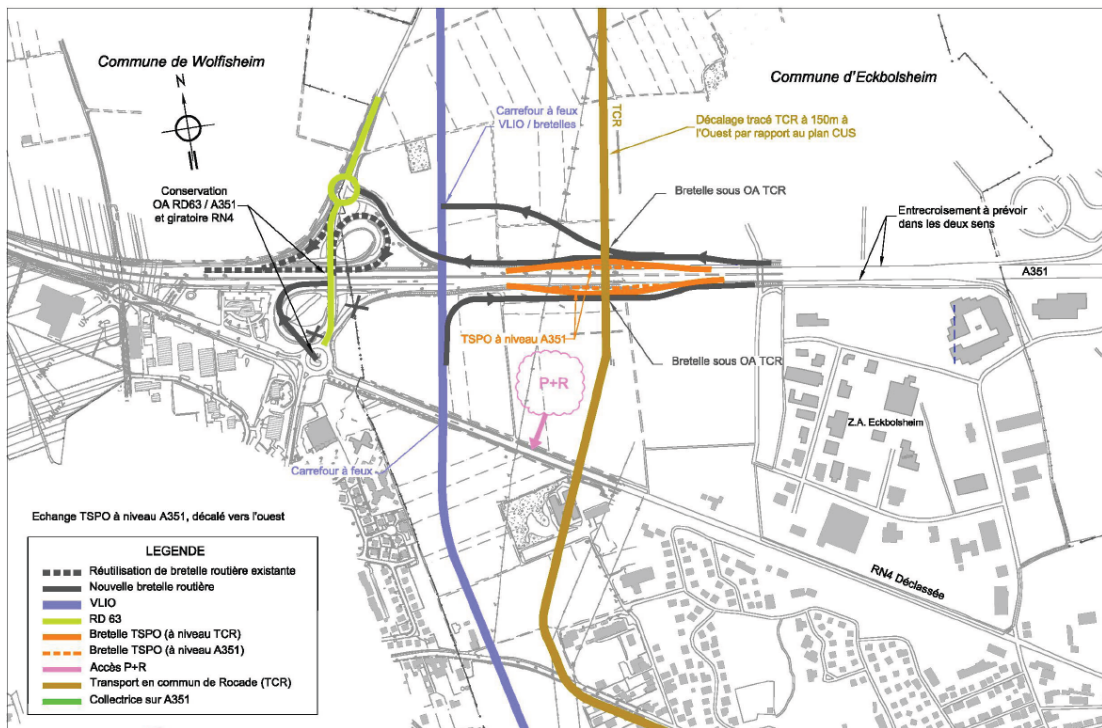 Commune de Wolfisheim
N
Commune d'Eckbolsheim
Carrefour à feux
VLIO / bretelles
TCR
Décalage tracé TCR à 150m à
l'Ouest par rapport au plan CUS
Conservation
OA RD63 / A351
et giratoire RN4
Bretelle sous OA TCR
Entrecroisement à prévoir
dans les deux sens
A351
TSPO à niveau A351
Bretelle sous OA TCR
P+R
Z.A. Eckbolsheim
Carrefour à feux
RN4 Déclassée
Echange TSPO à niveau A351, décalé vers l'ouest
LEGENDE
Réutilisation de bretelle routière existante
Nouvelle bretelle routière
VLIO
RD 63
Bretelle TSPO (à niveau TCR)
Bretelle TSPO (à niveau A351)
Accès P+R
Transport en commun de Rocade (TCR)
Collectrice sur A351